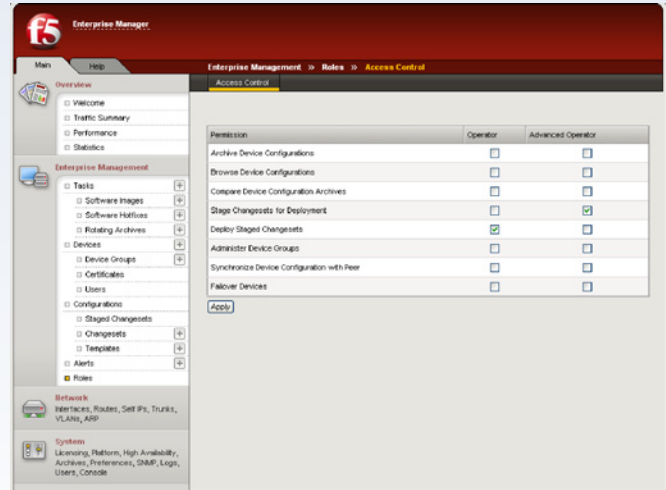 f5
Enterprise Manager
Main
Help
Enterprise Management » Roles » Access Control
Access Control
Overview
Welcome
Traffic Summary
Performance
Statistics
Enterprise Management
Tasks
Software Images
Software Hotfixes
Rotating Archives
Devices
Device Groups
Certificates
Users
Configurations
Staged Changesets
Changesets
Templates
Alerts
Roles
Network
Interfaces, Routes, Self IPs, Trunks,
VLANs, ARP
System
Licensing, Platform, High Availability,
Archives, Preferences, SNMP, Logs,
Users, Console
Permission Operator Advanced Operator
Archive Device Configurations
Browse Device Configurations
Compare Device Configuration Archives
Stage Changesets for Deployment
Deploy Staged Changesets
Administer Device Groups
Synchronize Device Configuration with Peer
Failover Devices
Apply